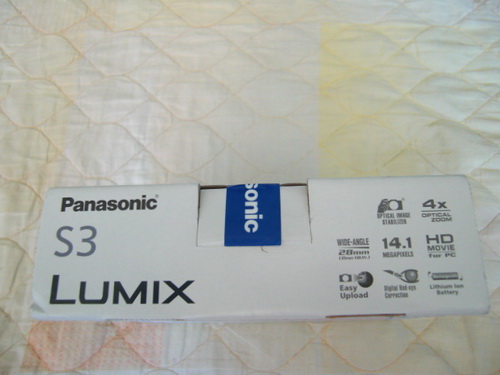 Panasonic
S3
LUMIX
sonic
OPTICAL IMAGE
STABILIZER
4x
OPTICAL
ZOOM
WIDE-ANGLE
28mm
14.1
MEGAPIXELS
HD
MOVIE
for PC
Easy
Upload
Digital Red-eye
Correction
Lithium Ion
Battery